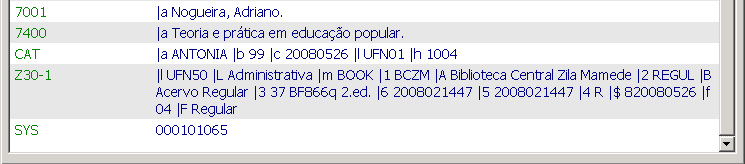 7001 |a Nogueira, Adriano.
7400 |a Teoria e prática em educação popular.
CAT |a ANTONIA |b 99 |c 20080526 |l UFN01 |h 1004
Z30-1 |l UFN50 |L Administrativa |m BOOK |1 BCZM |A Biblioteca Central Zila Mamede |2 REGUL |B
Acervo Regular |3 37 BF866q 2.ed. |6 2008021447 |5 2008021447 |4 R |$ 820080526 |f
04 |F Regular
SYS 000101065